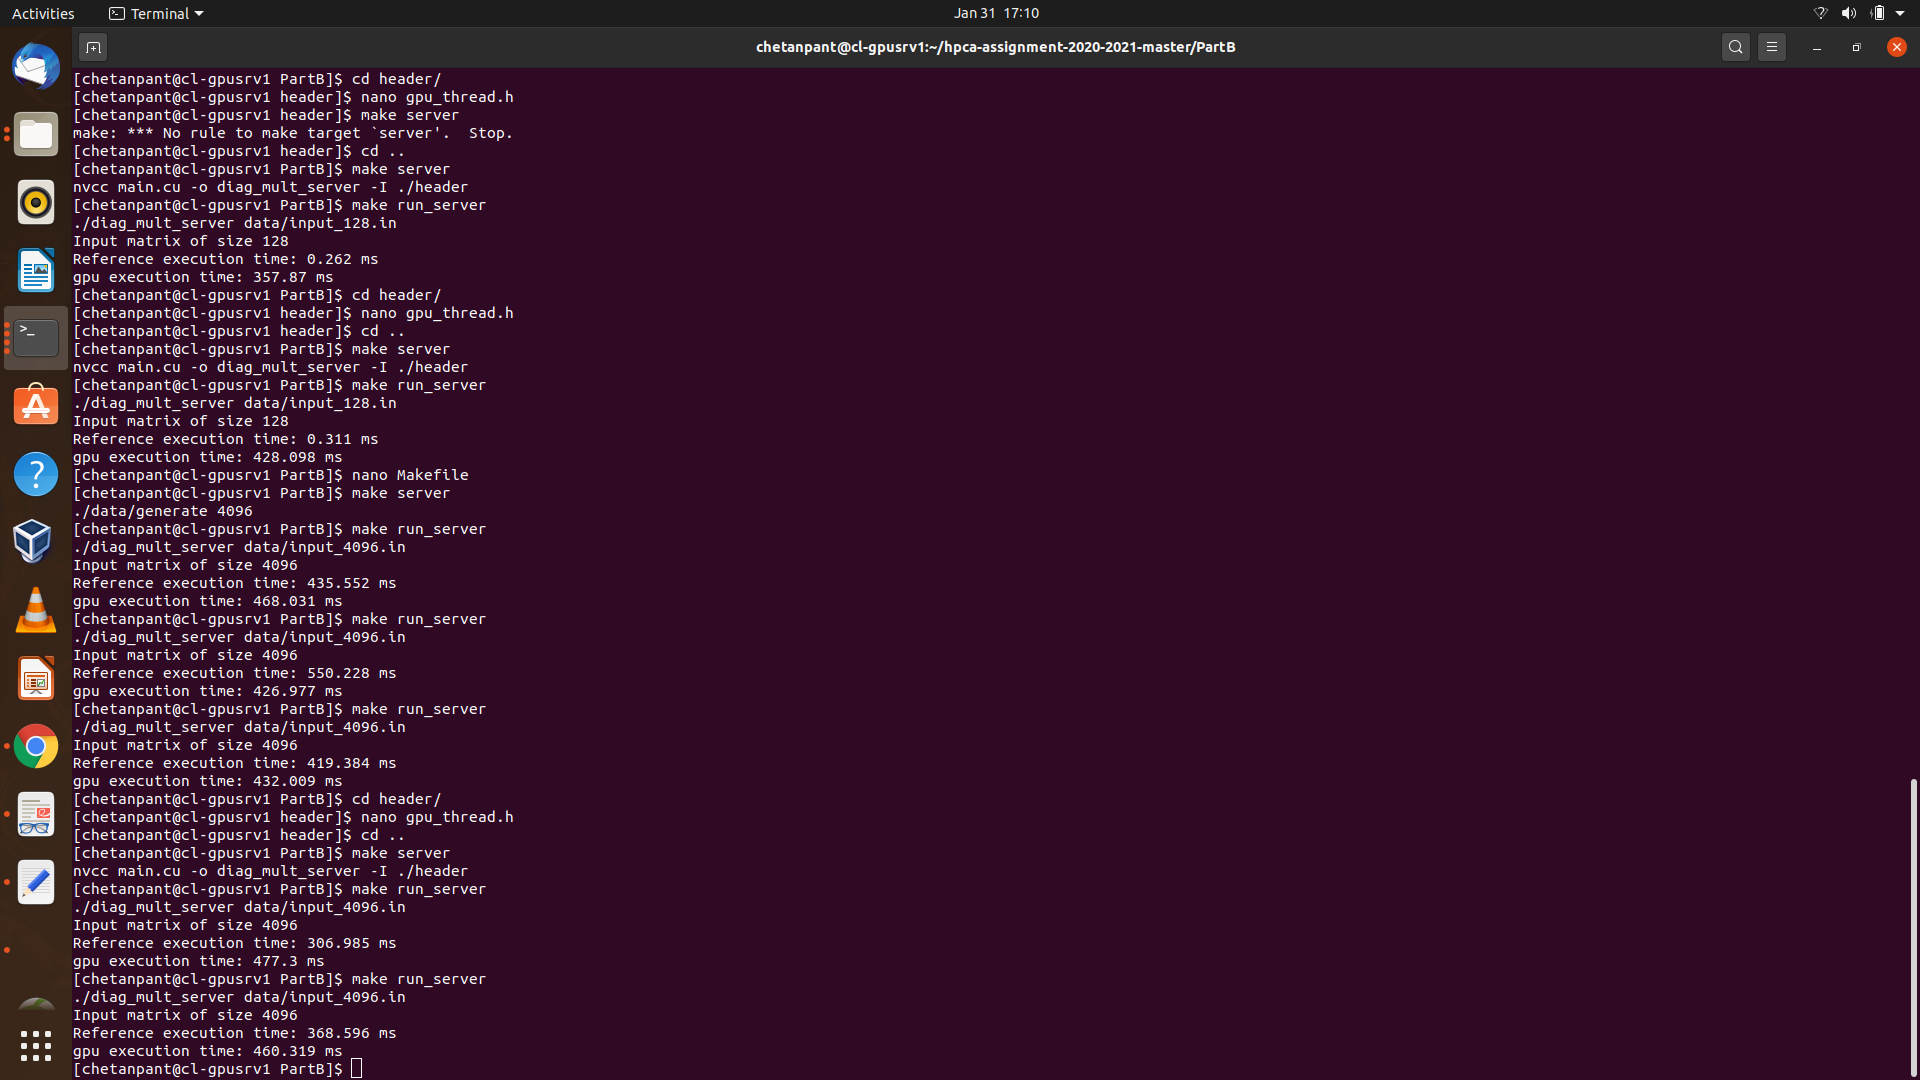 Activities
Terminal
Jan 31 17:10
chetanpant@cl-gpusrv1:~/hpca-assignment-2020-2021-master/PartB
[chetanpant@cl-gpusrv1 PartB]$ cd header/
[chetanpant@cl-gpusrv1 header]$ nano gpu_thread.h
[chetanpant@cl-gpusrv1 header]$ make server
make: *** No rule to make target `server'.  Stop.
[chetanpant@cl-gpusrv1 header]$ cd ..
[chetanpant@cl-gpusrv1 PartB]$ make server
nvcc main.cu -o diag_mult_server -I ./header
[chetanpant@cl-gpusrv1 PartB]$ make run_server
./diag_mult_server data/input_128.in
Input matrix of size 128
Reference execution time: 0.262 ms
gpu execution time: 357.87 ms
[chetanpant@cl-gpusrv1 PartB]$ cd header/
[chetanpant@cl-gpusrv1 header]$ nano gpu_thread.h
[chetanpant@cl-gpusrv1 header]$ cd ..
[chetanpant@cl-gpusrv1 PartB]$ make server
nvcc main.cu -o diag_mult_server -I ./header
[chetanpant@cl-gpusrv1 PartB]$ make run_server
./diag_mult_server data/input_128.in
Input matrix of size 128
Reference execution time: 0.311 ms
gpu execution time: 428.098 ms
[chetanpant@cl-gpusrv1 PartB]$ nano Makefile
[chetanpant@cl-gpusrv1 PartB]$ make server
./data/generate 4096
[chetanpant@cl-gpusrv1 PartB]$ make run_server
./diag_mult_server data/input_4096.in
Input matrix of size 4096
Reference execution time: 435.552 ms
gpu execution time: 468.031 ms
[chetanpant@cl-gpusrv1 PartB]$ make run_server
./diag_mult_server data/input_4096.in
Input matrix of size 4096
Reference execution time: 550.228 ms
gpu execution time: 426.977 ms
[chetanpant@cl-gpusrv1 PartB]$ make run_server
./diag_mult_server data/input_4096.in
Input matrix of size 4096
Reference execution time: 419.384 ms
gpu execution time: 432.009 ms
[chetanpant@cl-gpusrv1 PartB]$ cd header/
[chetanpant@cl-gpusrv1 header]$ nano gpu_thread.h
[chetanpant@cl-gpusrv1 header]$ cd ..
[chetanpant@cl-gpusrv1 PartB]$ make server
nvcc main.cu -o diag_mult_server -I ./header
[chetanpant@cl-gpusrv1 PartB]$ make run_server
./diag_mult_server data/input_4096.in
Input matrix of size 4096
Reference execution time: 306.985 ms
gpu execution time: 477.3 ms
[chetanpant@cl-gpusrv1 PartB]$ make run_server
./diag_mult_server data/input_4096.in
Input matrix of size 4096
Reference execution time: 368.596 ms
gpu execution time: 460.319 ms
[chetanpant@cl-gpusrv1 PartB]$